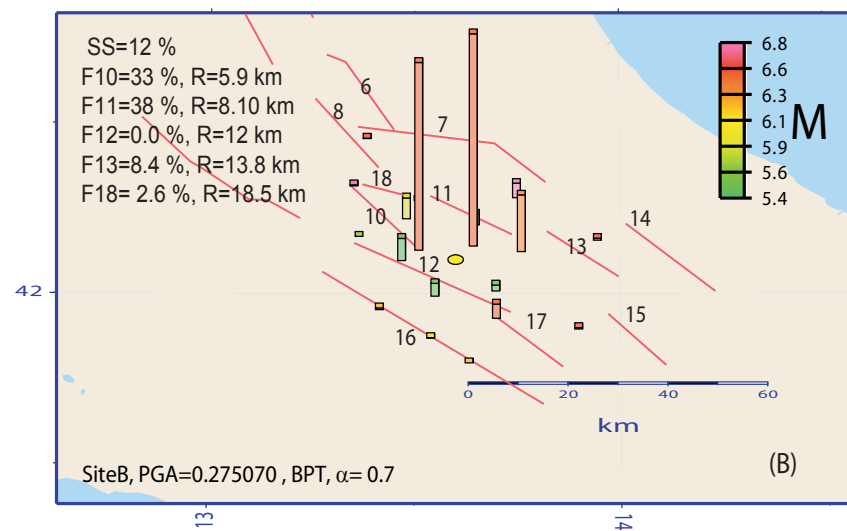 SS=12 %
F10=33 %, R=5.9 km
F11=38 %, R=8.10 km
F12=0.0 %, R=12 km
F13=8.4 %, R=13.8 km
F18= 2.6 %, R=18.5 km
6.8
6.6
6.3
6.1
5.9
5.6
5.4
M
6
8
7
18
11
10
14
13
12
42
16
17
15
0 20 40 60
km
SiteB, PGA=0.275070 , BPT, α= 0.7
(B)
13
14